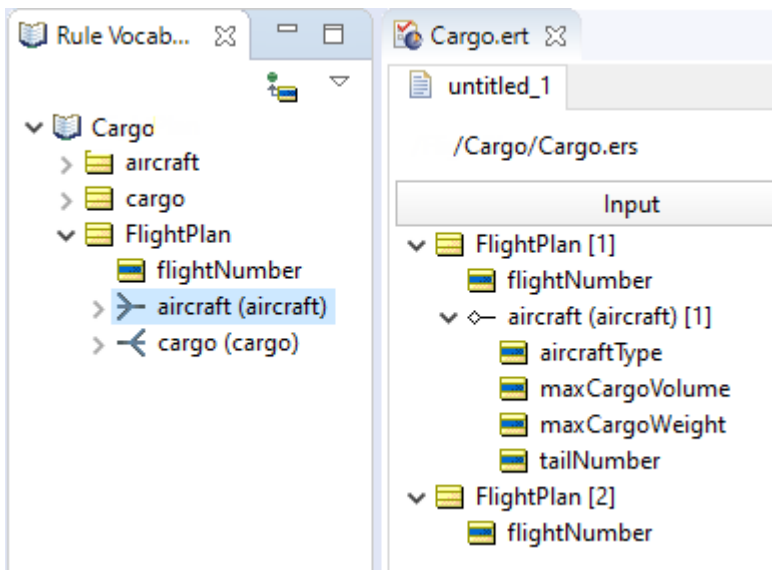 Rule Vocab...
Cargo
aircraft
cargo
FlightPlan
flightNumber
aircraft (aircraft)
cargo (cargo)
Cargo.ert
untitled_1
/Cargo/Cargo.ers
Input
FlightPlan [1]
flightNumber
aircraft (aircraft) [1]
aircraftType
maxCargoVolume
maxCargoWeight
tailNumber
FlightPlan [2]
flightNumber